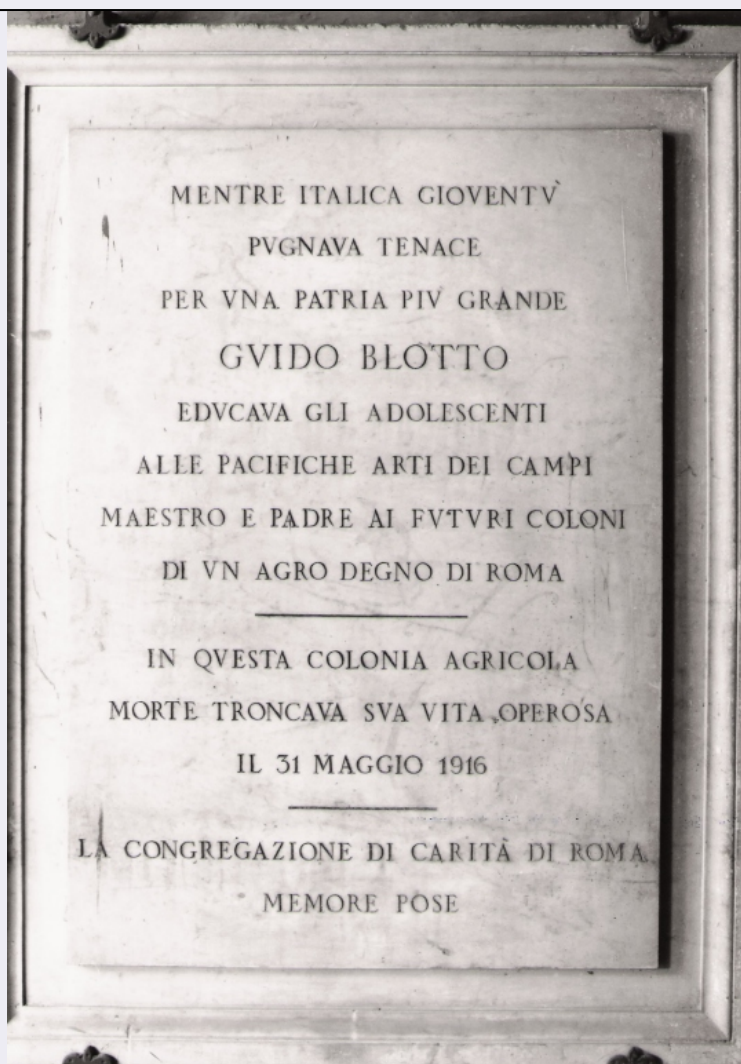 MENTRE ITALICA GIOVENTV̀
PVGNAVA TENACE
PER VNA PATRIA PIV GRANDE
GVIDO BLOTTO
EDVCAVA GLI ADOLESCENTI
ALLE PACIFICHE ARTI DEI CAMPI
MAESTRO E PADRE AI FVTVRI COLONI
DI VN AGRO DEGNO DI ROMA
IN QVESTA COLONIA AGRICOLA
MORTE TRONCAVA SVA VITA OPEROSA
IL 31 MAGGIO 1916
LA CONGREGAZIONE DI CARITÀ DI ROMA
MEMORE POSE